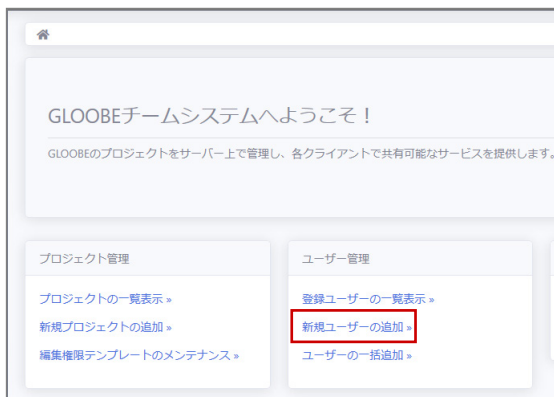 GLOOBEチームシステムへようこそ！
GLOOBEのプロジェクトをサーバー上で管理し、各クライアントで共有可能なサービスを提供します。
プロジェクト管理
プロジェクトの一覧表示 »
新規プロジェクトの追加 »
編集権限テンプレートのメンテナンス »
ユーザー管理
登録ユーザーの一覧表示 »
新規ユーザーの追加 »
ユーザーの一括追加 »